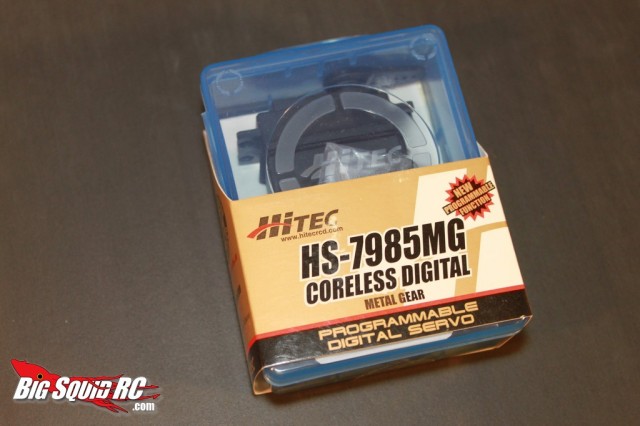 HiTEC
HiTEC
www.hitecrcd.com
NEW
PROGRAMMABLE
FUNCTION
HS-7985MG
CORELESS DIGITAL
METAL GEAR
PROGRAMMABLE
DIGITAL SERVO
BIG SQUID RC
.com